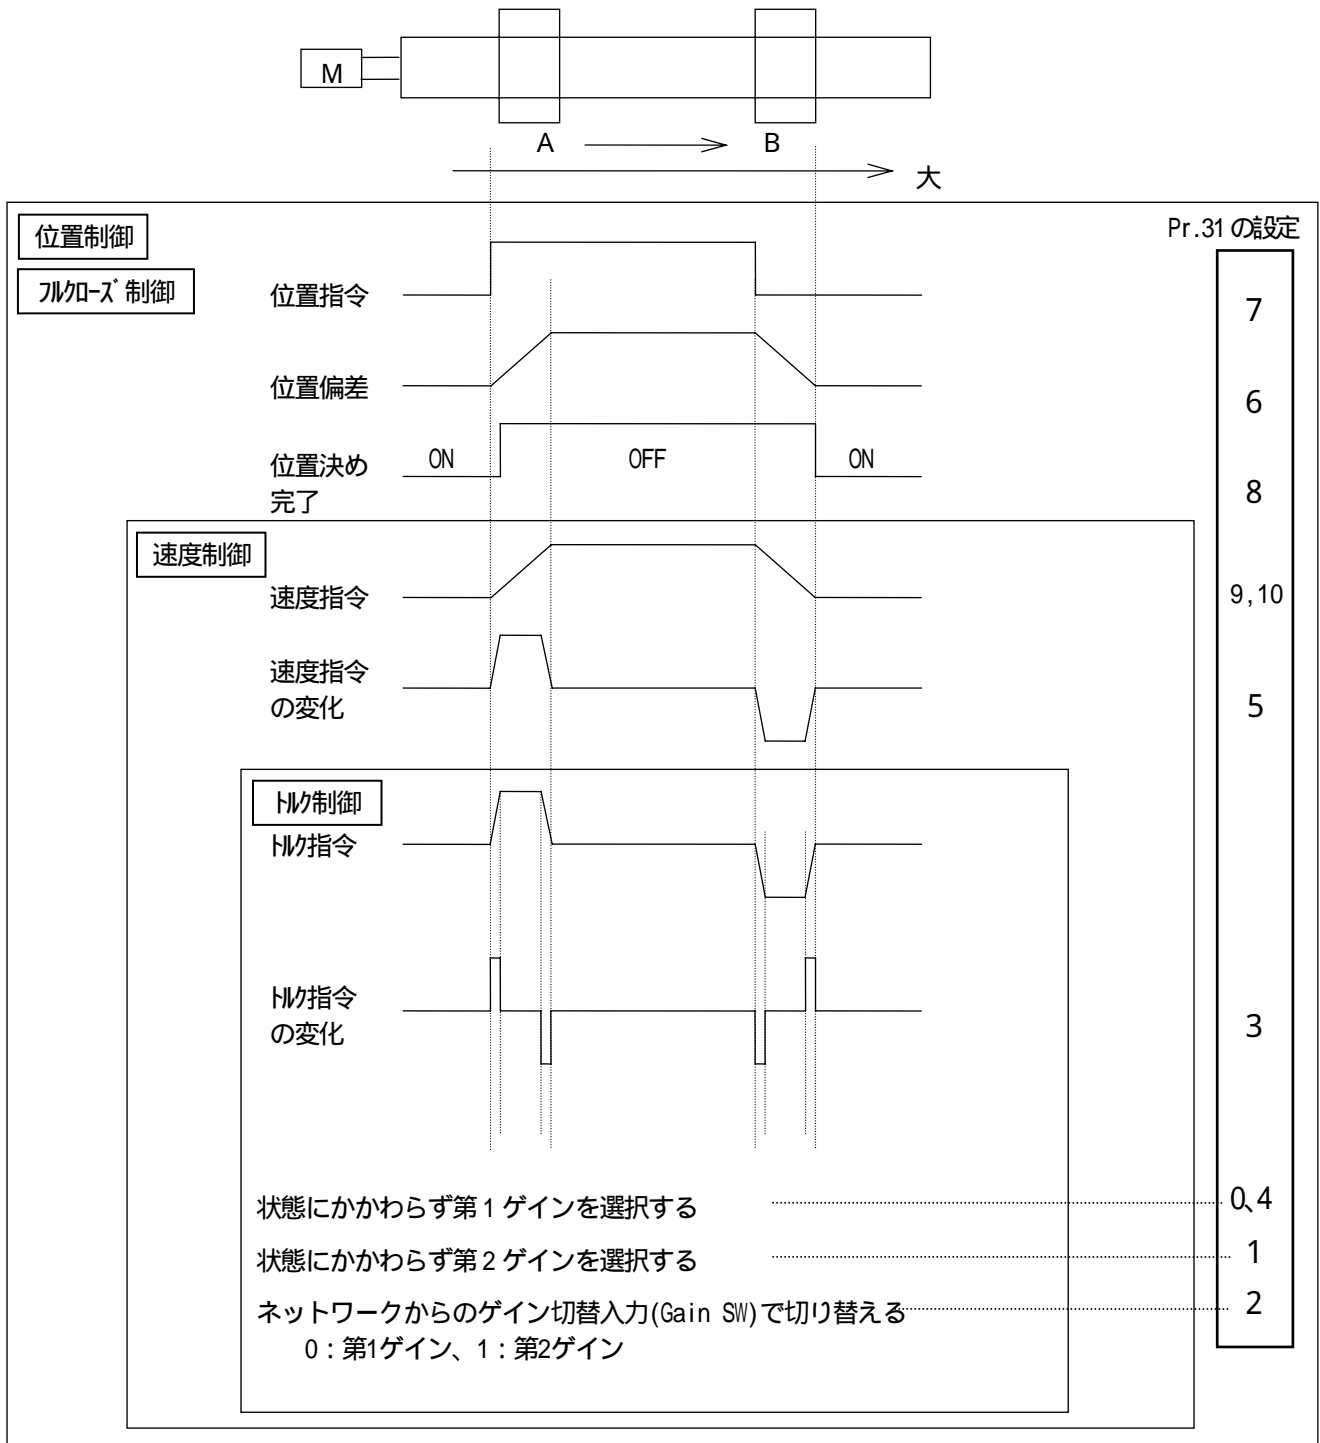 M
A
B
大
位置制御
Pr.31の設定
フルクローズ制御
位置指令
7
位置偏差
6
位置決め
完了
ON
OFF
ON
8
速度制御
速度指令
9,10
速度指令
の変化
5
トルク制御
トルク指令
トルク指令
の変化
3
状態にかかわらず第1ゲインを選択する
0、4
状態にかかわらず第2ゲインを選択する
1
ネットワークからのゲイン切替入力(Gain SW)で切り替える
2
0：第1ゲイン、1：第2ゲイン